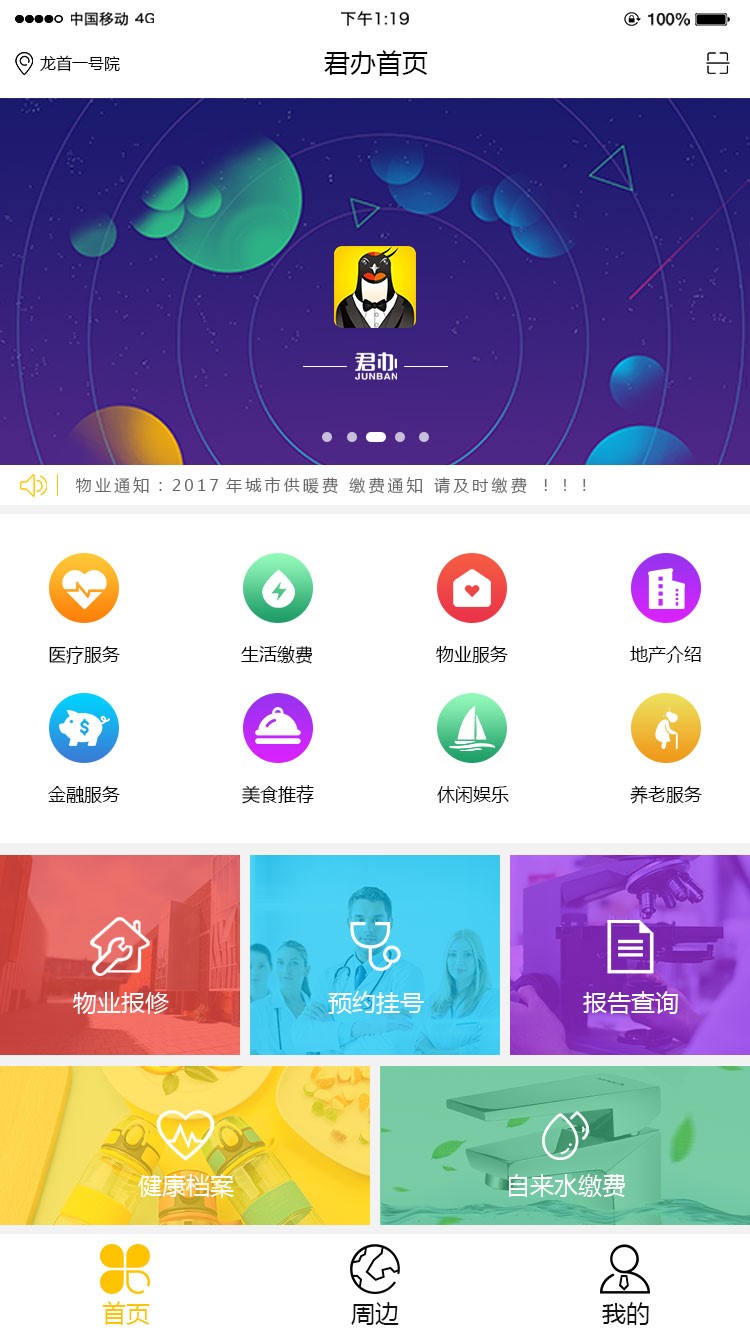 中国移动 4G 下午1:19 100%
龙首一号院 君办首页
君办
JUNBAN
物业通知：2017 年城市供暖费 缴费通知 请及时缴费 ！！！
医疗服务 生活缴费 物业服务 地产介绍
金融服务 美食推荐 休闲娱乐 养老服务
物业报修 预约挂号 报告查询
健康档案 自来水缴费
首页 周边 我的